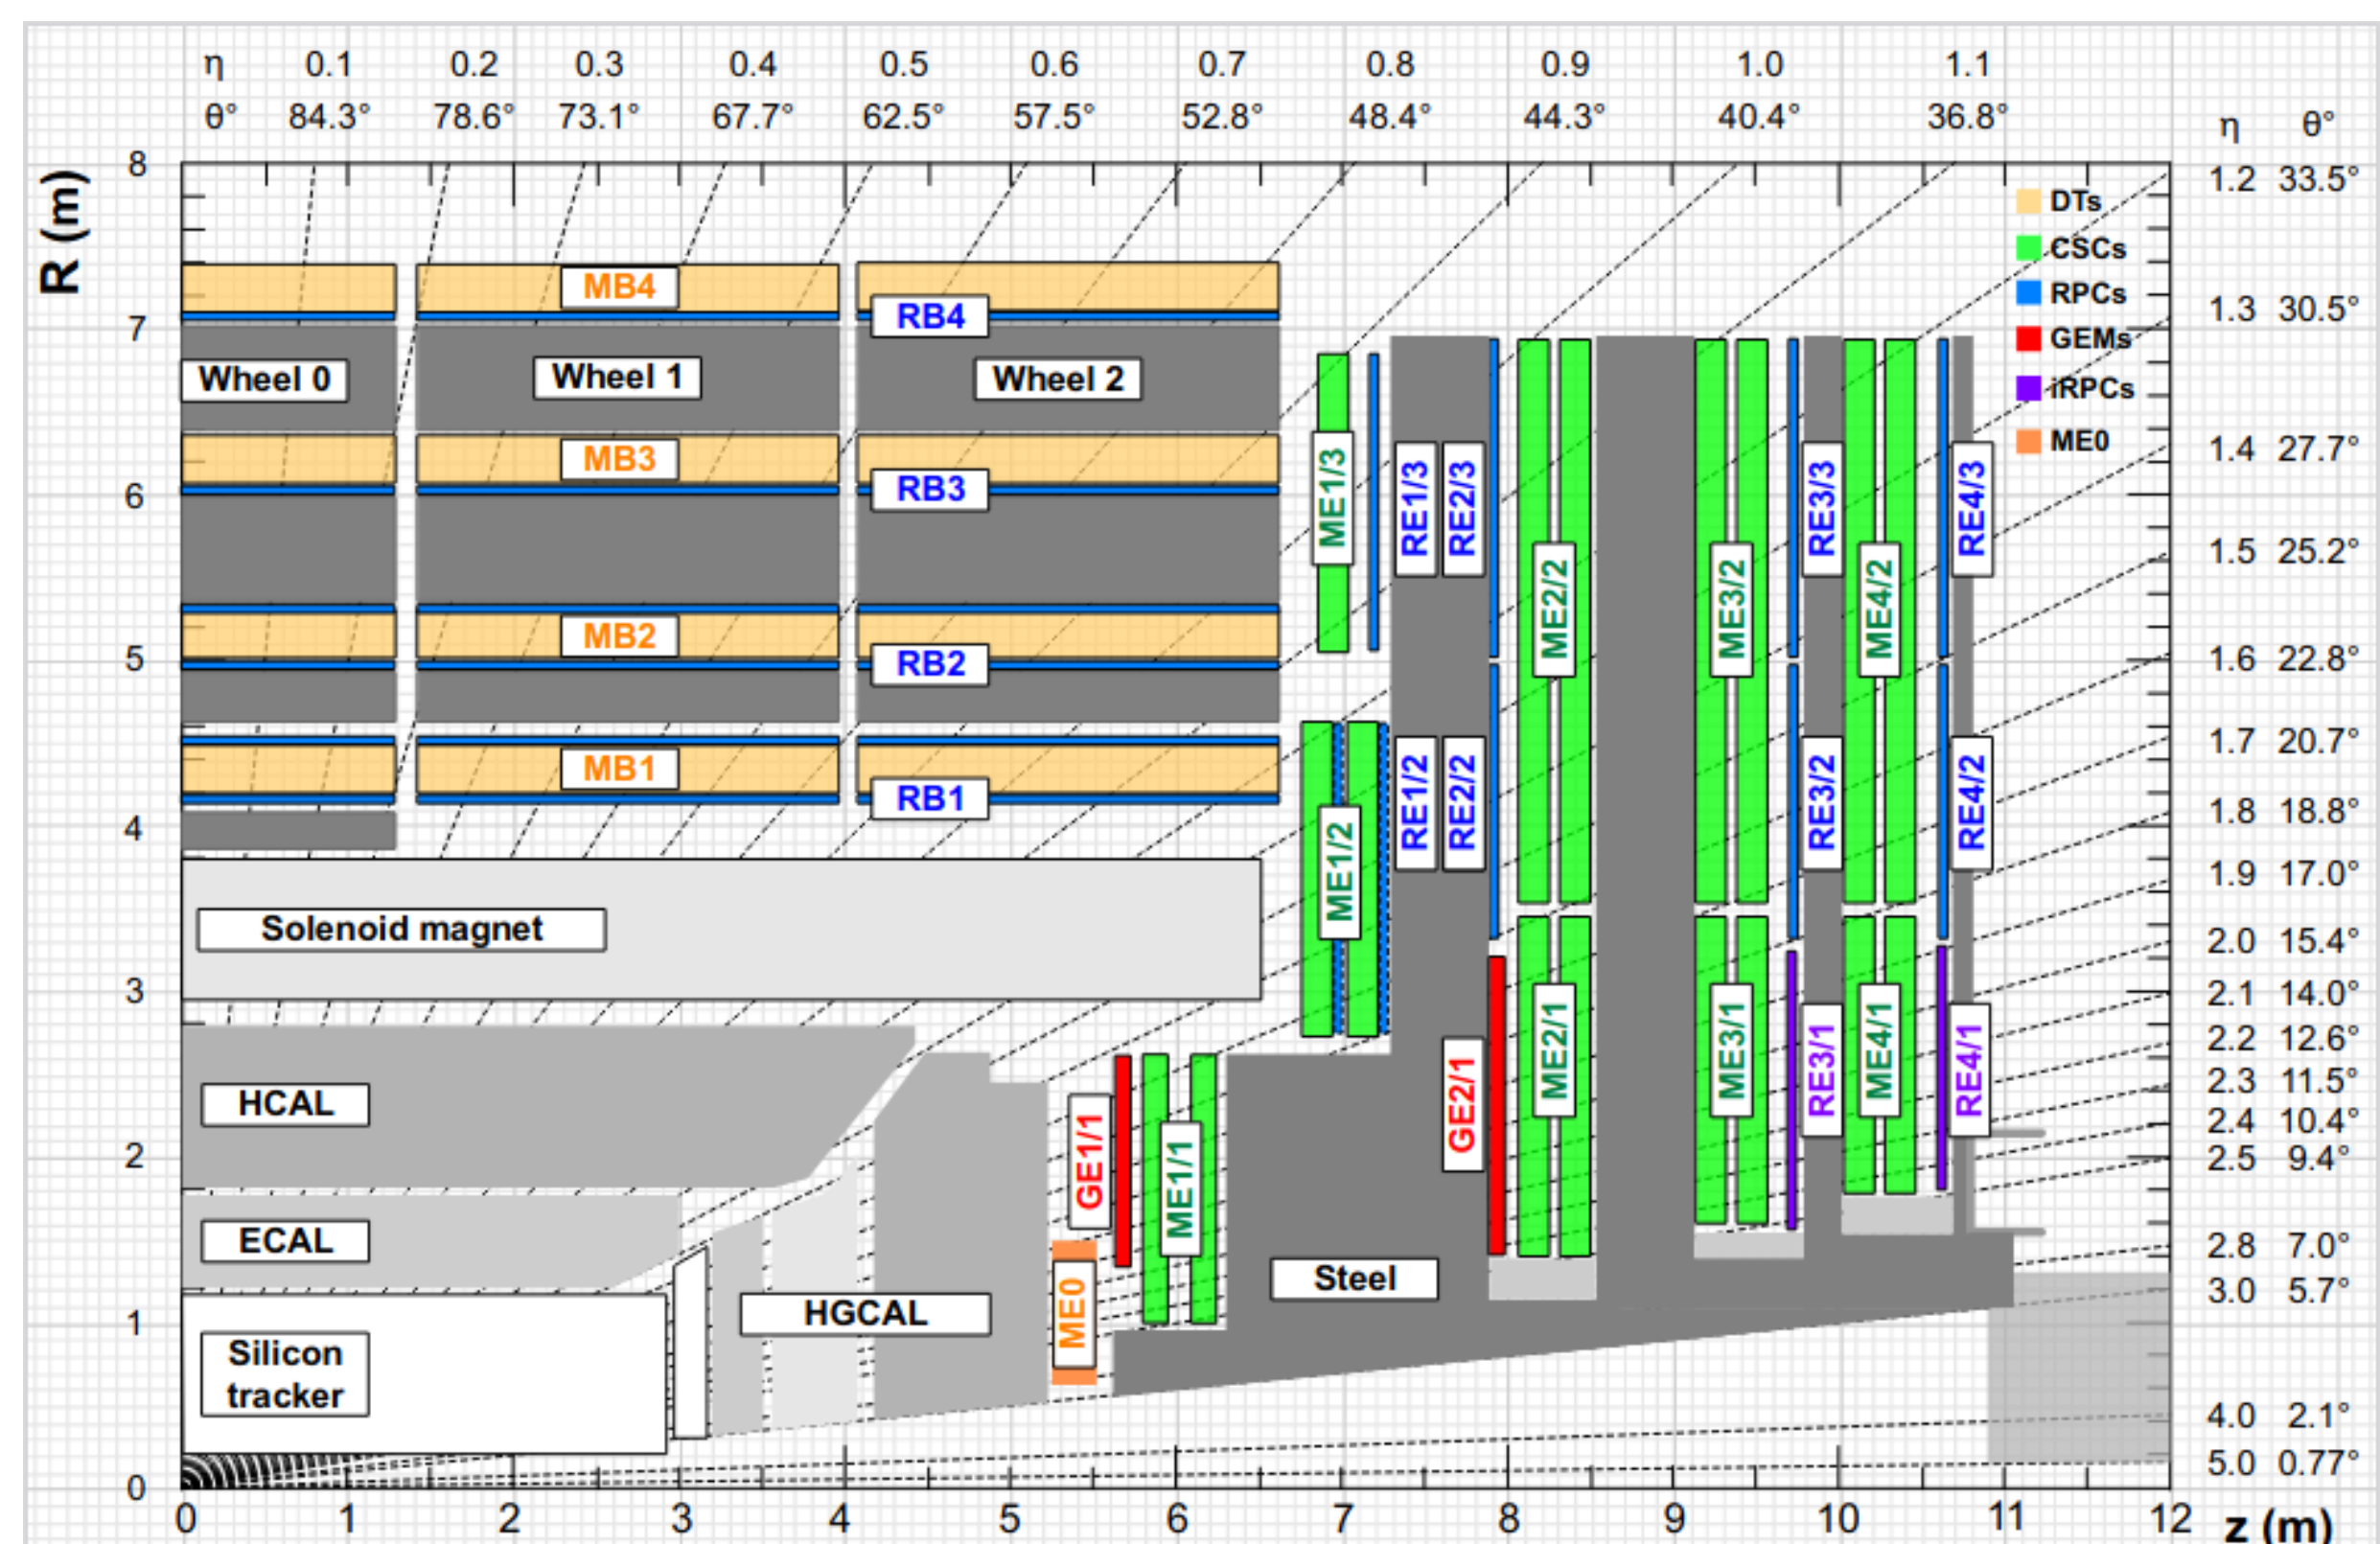 η 0.1 0.2 0.3 0.4 0.5 0.6 0.7 0.8 0.9 1.0 1.1
θ° 84.3° 78.6° 73.1° 67.7° 62.5° 57.5° 52.8° 48.4° 44.3° 40.4° 36.8°
η θ°
R (m)
8
7
6
5
4
3
2
1
0
1.2 33.5°
1.3 30.5°
1.4 27.7°
1.5 25.2°
1.6 22.8°
1.7 20.7°
1.8 18.8°
1.9 17.0°
2.0 15.4°
2.1 14.0°
2.2 12.6°
2.3 11.5°
2.4 10.4°
2.5 9.4°
2.8 7.0°
3.0 5.7°
4.0 2.1°
5.0 0.77°
DTs
CSCs
RPCs
GEMs
iRPCs
ME0
MB4
RB4
Wheel 0
Wheel 1
Wheel 2
MB3
RB3
MB2
RB2
MB1
RB1
ME1/3
RE1/3
RE2/3
ME2/2
ME3/2
RE3/3
ME4/2
RE4/3
ME1/2
RE1/2
RE2/2
RE3/2
RE4/2
Solenoid magnet
HCAL
ECAL
Silicon
tracker
HGCAL
ME0
GE1/1
ME1/1
Steel
GE2/1
ME2/1
ME3/1
RE3/1
ME4/1
RE4/1
0 1 2 3 4 5 6 7 8 9 10 11 12
z (m)